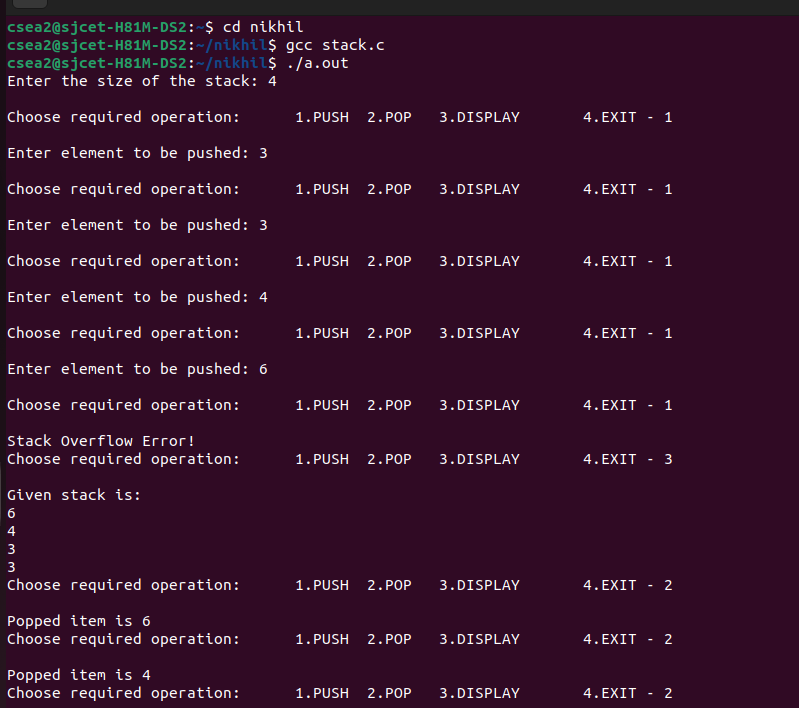 csea2@sjcet-H81M-DS2:~$ cd nikhil
csea2@sjcet-H81M-DS2:~/nikhil$ gcc stack.c
csea2@sjcet-H81M-DS2:~/nikhil$ ./a.out
Enter the size of the stack: 4
Choose required operation: 1.PUSH 2.POP 3.DISPLAY 4.EXIT - 1
Enter element to be pushed: 3
Choose required operation: 1.PUSH 2.POP 3.DISPLAY 4.EXIT - 1
Enter element to be pushed: 3
Choose required operation: 1.PUSH 2.POP 3.DISPLAY 4.EXIT - 1
Enter element to be pushed: 4
Choose required operation: 1.PUSH 2.POP 3.DISPLAY 4.EXIT - 1
Enter element to be pushed: 6
Choose required operation: 1.PUSH 2.POP 3.DISPLAY 4.EXIT - 1
Stack Overflow Error!
Choose required operation: 1.PUSH 2.POP 3.DISPLAY 4.EXIT - 3
Given stack is:
6
4
3
3
Choose required operation: 1.PUSH 2.POP 3.DISPLAY 4.EXIT - 2
Popped item is 6
Choose required operation: 1.PUSH 2.POP 3.DISPLAY 4.EXIT - 2
Popped item is 4
Choose required operation: 1.PUSH 2.POP 3.DISPLAY 4.EXIT - 2